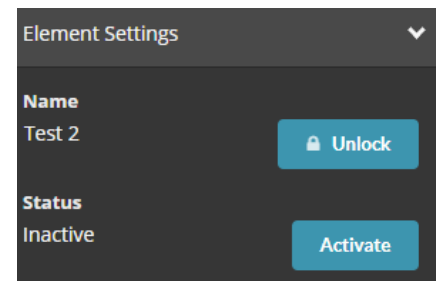 Element Settings
Name
Test 2
Unlock
Status
Inactive
Activate